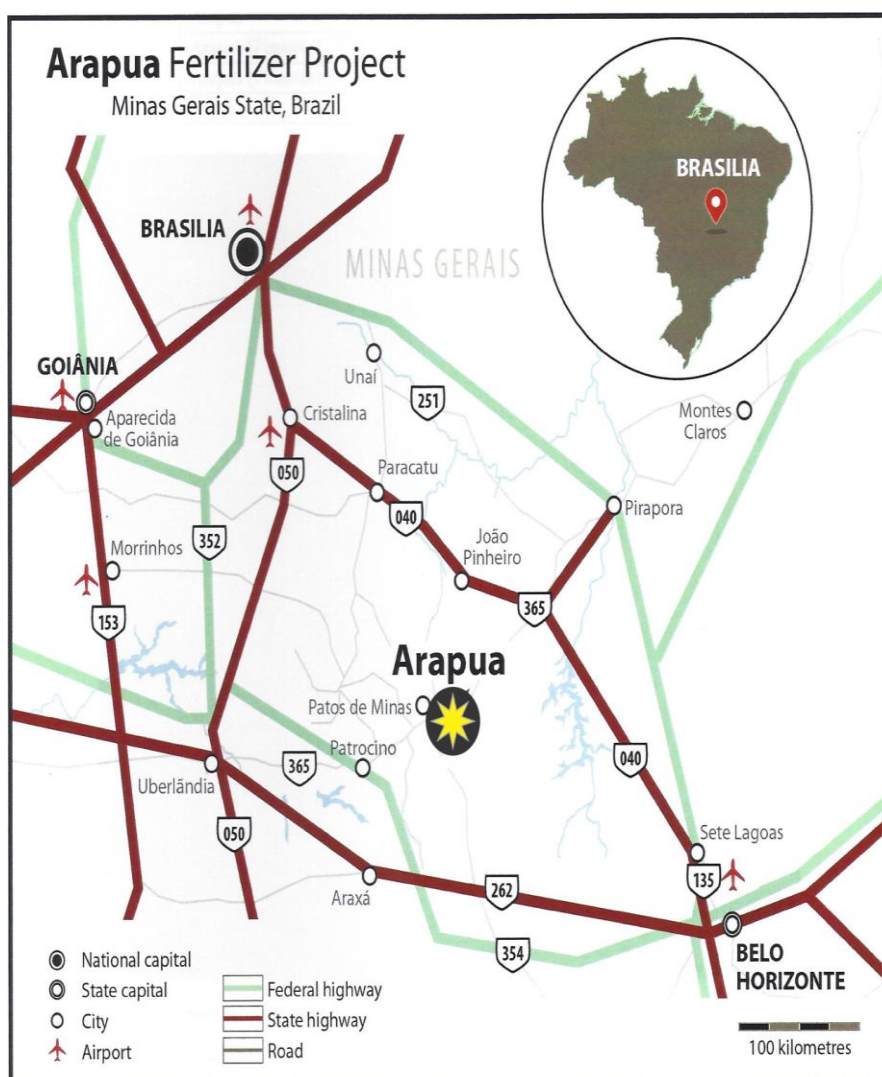 Arapua Fertilizer Project
Minas Gerais State, Brazil
BRASILIA
BRASILIA
MINAS GERAIS
GOIÂNIA
Aparecida
de Goiânia
Unaí
251
Montes
Claros
Cristalina
050
Paracatu
040
Pirapora
352
João
Pinheiro
Morrinhos
365
153
Arapua
Patos de Minas
Patrocino
365
040
Uberlãndia
050
Sete Lagoas
135
Araxá
262
354
BELO
HORIZONTE
National capital
State capital
City
Airport
Federal highway
State highway
Road
100 kilometres